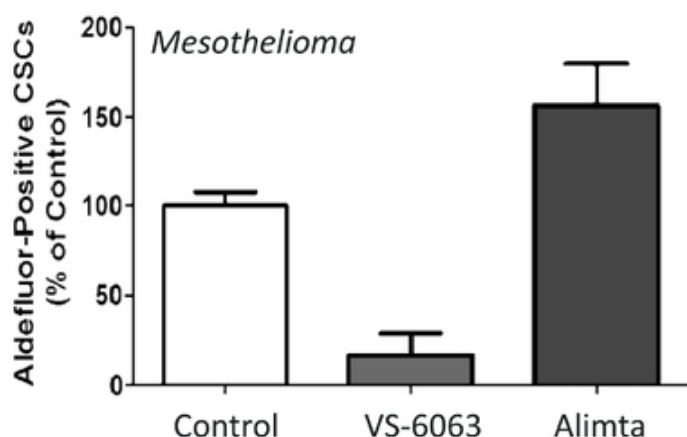 Mesothelioma
Aldefluor-Positive CSCs
(% of Control)
200
150
100
50
0
Control
VS-6063
Alimta